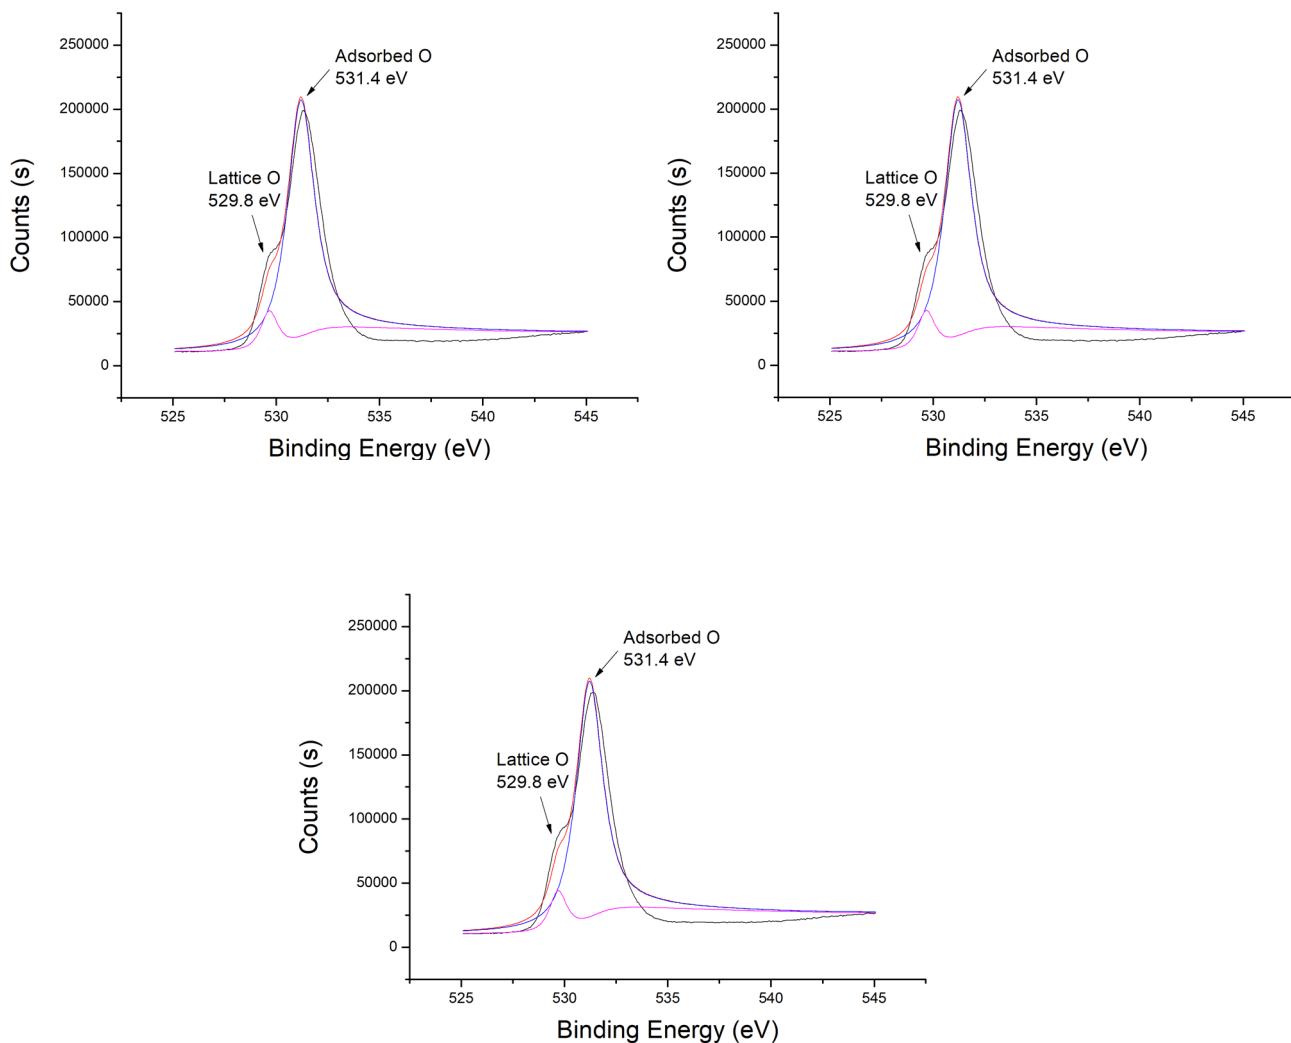 250000
200000
150000
100000
50000
0
Counts (s)
Adsorbed O
531.4 eV
Lattice O
529.8 eV
525
530
535
540
545
Binding Energy (eV)
250000
200000
150000
100000
50000
0
Counts (s)
Adsorbed O
531.4 eV
Lattice O
529.8 eV
525
530
535
540
545
Binding Energy (eV)
250000
200000
150000
100000
50000
0
Counts (s)
Adsorbed O
531.4 eV
Lattice O
529.8 eV
525
530
535
540
545
Binding Energy (eV)